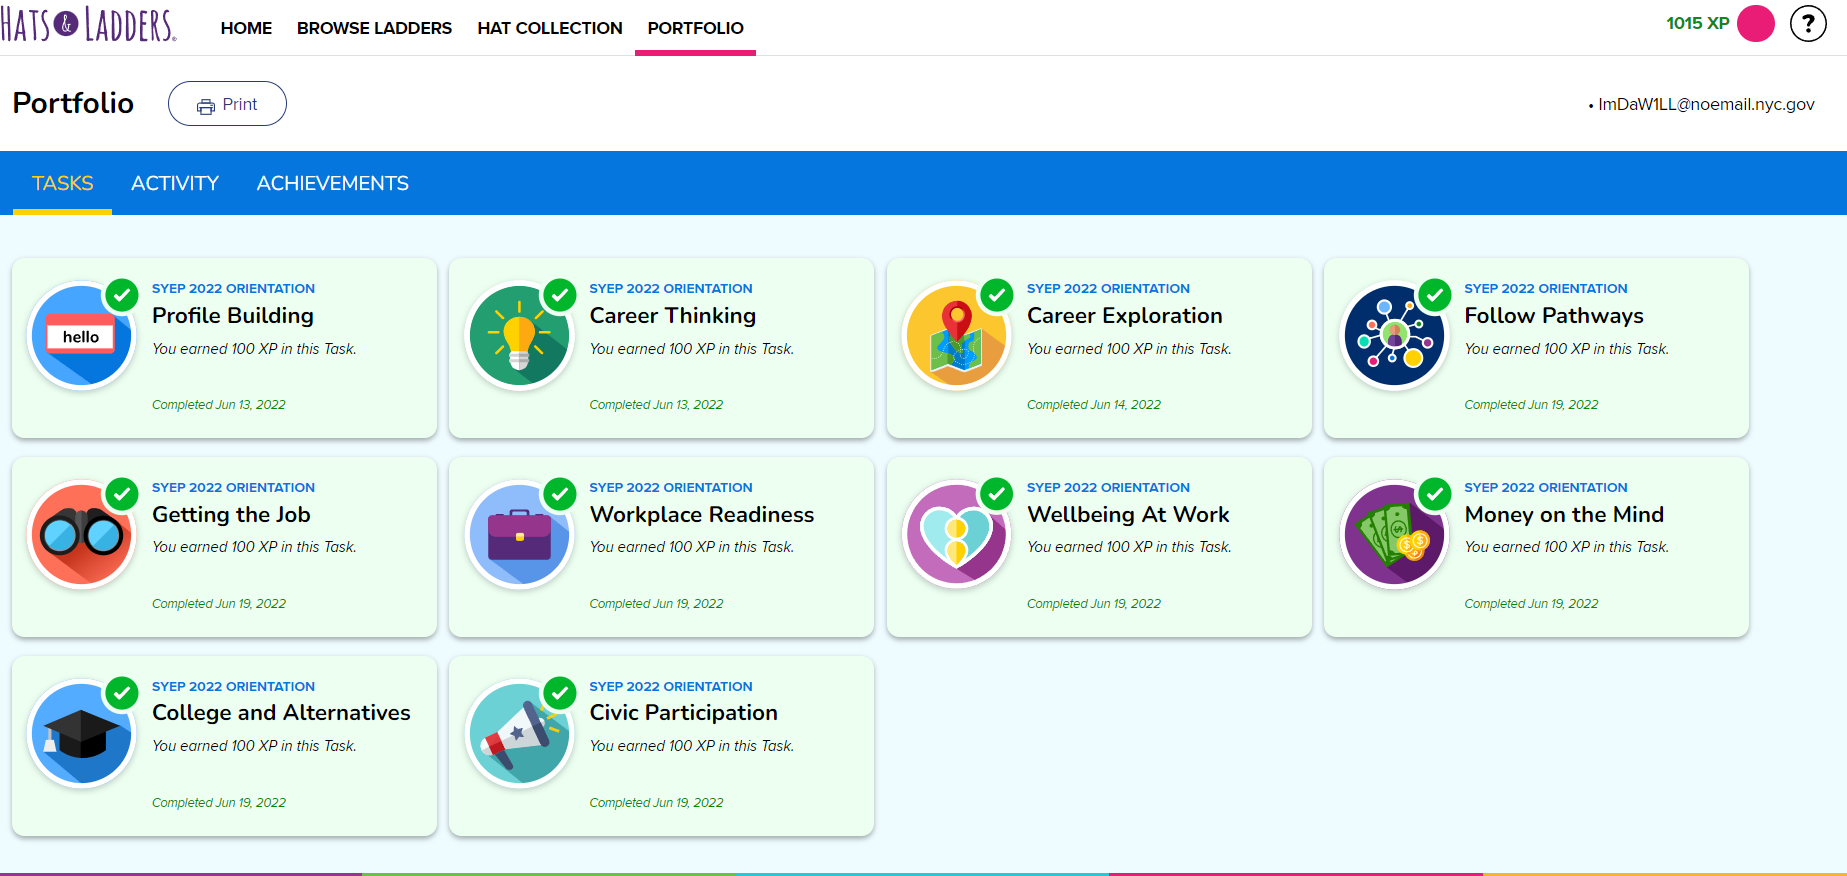 HATS & LADDERS
HOME BROWSE LADDERS HAT COLLECTION PORTFOLIO
1015 XP
?
Portfolio
Print
• ImDaW1LL@noemail.nyc.gov
TASKS ACTIVITY ACHIEVEMENTS
hello
SYEP 2022 ORIENTATION
Profile Building
You earned 100 XP in this Task.
Completed Jun 13, 2022
SYEP 2022 ORIENTATION
Career Thinking
You earned 100 XP in this Task.
Completed Jun 13, 2022
SYEP 2022 ORIENTATION
Career Exploration
You earned 100 XP in this Task.
Completed Jun 14, 2022
SYEP 2022 ORIENTATION
Follow Pathways
You earned 100 XP in this Task.
Completed Jun 19, 2022
SYEP 2022 ORIENTATION
Getting the Job
You earned 100 XP in this Task.
Completed Jun 19, 2022
SYEP 2022 ORIENTATION
Workplace Readiness
You earned 100 XP in this Task.
Completed Jun 19, 2022
SYEP 2022 ORIENTATION
Wellbeing At Work
You earned 100 XP in this Task.
Completed Jun 19, 2022
SYEP 2022 ORIENTATION
Money on the Mind
You earned 100 XP in this Task.
Completed Jun 19, 2022
SYEP 2022 ORIENTATION
College and Alternatives
You earned 100 XP in this Task.
Completed Jun 19, 2022
SYEP 2022 ORIENTATION
Civic Participation
You earned 100 XP in this Task.
Completed Jun 19, 2022